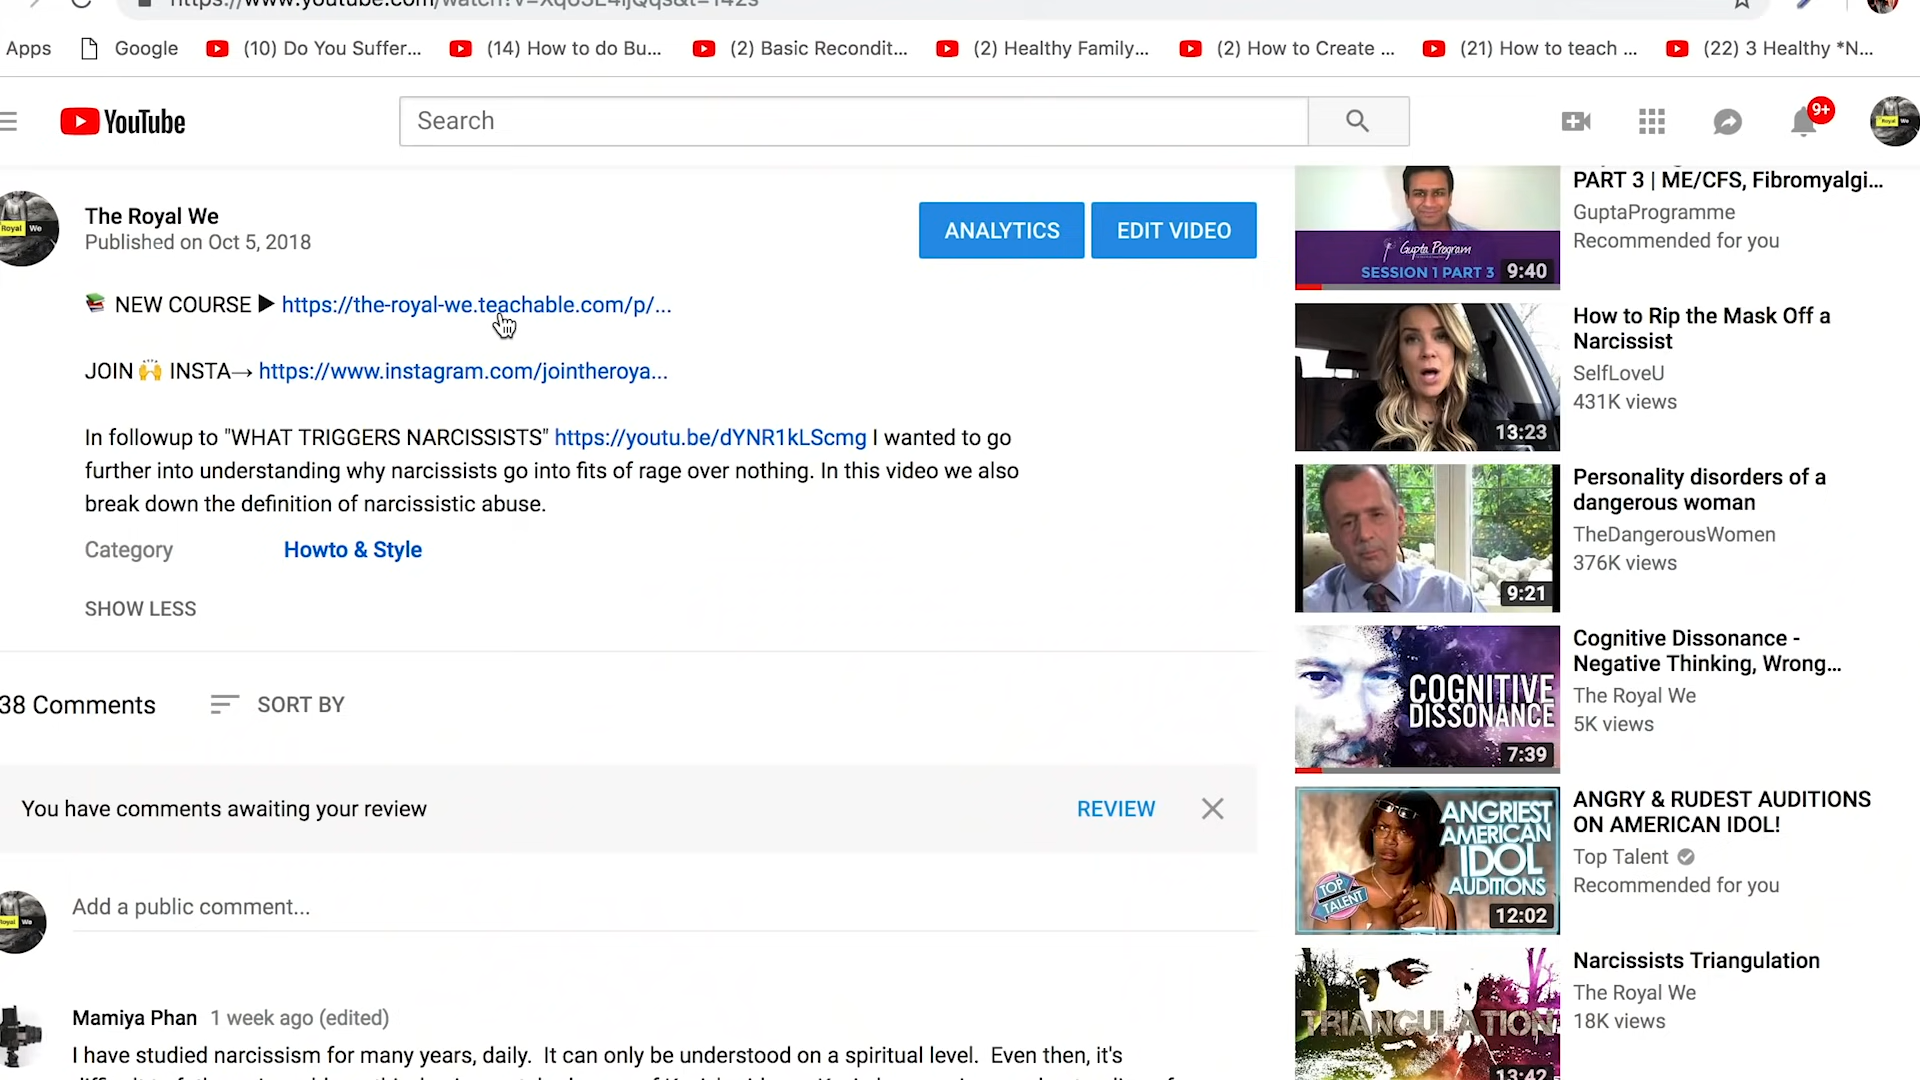 Apps
Google
(10) Do You Suffer...
(14) How to do Bu...
(2) Basic Recondit...
(2) Healthy Family...
(2) How to Create ...
(21) How to teach ...
(22) 3 Healthy *N...
YouTube
Search
9+
The Royal We
Published on Oct 5, 2018
ANALYTICS
EDIT VIDEO
NEW COURSE ▶ https://the-royal-we.teachable.com/p/...
JOIN 🙌 INSTA→ https://www.instagram.com/jointheroya...
In followup to "WHAT TRIGGERS NARCISSISTS" https://youtu.be/dYNR1kLScmg I wanted to go
further into understanding why narcissists go into fits of rage over nothing. In this video we also
break down the definition of narcissistic abuse.
Category
Howto & Style
SHOW LESS
38 Comments
SORT BY
You have comments awaiting your review
REVIEW
Add a public comment...
Mamiya Phan 1 week ago (edited)
I have studied narcissism for many years, daily. It can only be understood on a spiritual level. Even then, it's
Gupta Program
SESSION 1 PART 3
9:40
PART 3 | ME/CFS, Fibromyalgi...
GuptaProgramme
Recommended for you
13:23
How to Rip the Mask Off a
Narcissist
SelfLoveU
431K views
9:21
Personality disorders of a
dangerous woman
TheDangerousWomen
376K views
COGNITIVE
DISSONANCE
7:39
Cognitive Dissonance -
Negative Thinking, Wrong...
The Royal We
5K views
ANGRIEST
AMERICAN
IDOL
AUDITIONS
TOP
TALENT
12:02
ANGRY & RUDEST AUDITIONS
ON AMERICAN IDOL!
Top Talent
Recommended for you
TRIANGULATION
13:42
Narcissists Triangulation
The Royal We
18K views